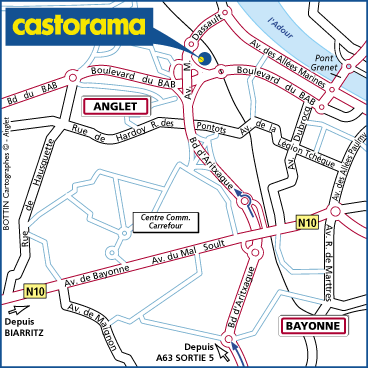 castorama
Dassault
l'Adour
Av. des Allées Marines
Pont
Grenet
Boulevard du BAB
Av. M.
Boulevard du BAB
Bd du BAB
ANGLET
Rue de Hardoy R. des Pontots Av de la Légion Tchèque
Dubrocq
Av.
Av. des Allées Paulmy
Bd d'Aritxague
BOTTIN Cartographes © - Anglet
Rue de Hausquette
Centre Comm.
Carrefour
N10
Av. de Bayonne Av. du Mal Soult
Av. R. de Martres
N10
Av. de Maignon
Bd d'Aritxague
Depuis
BIARRITZ
BAYONNE
Depuis
A63 SORTIE 5